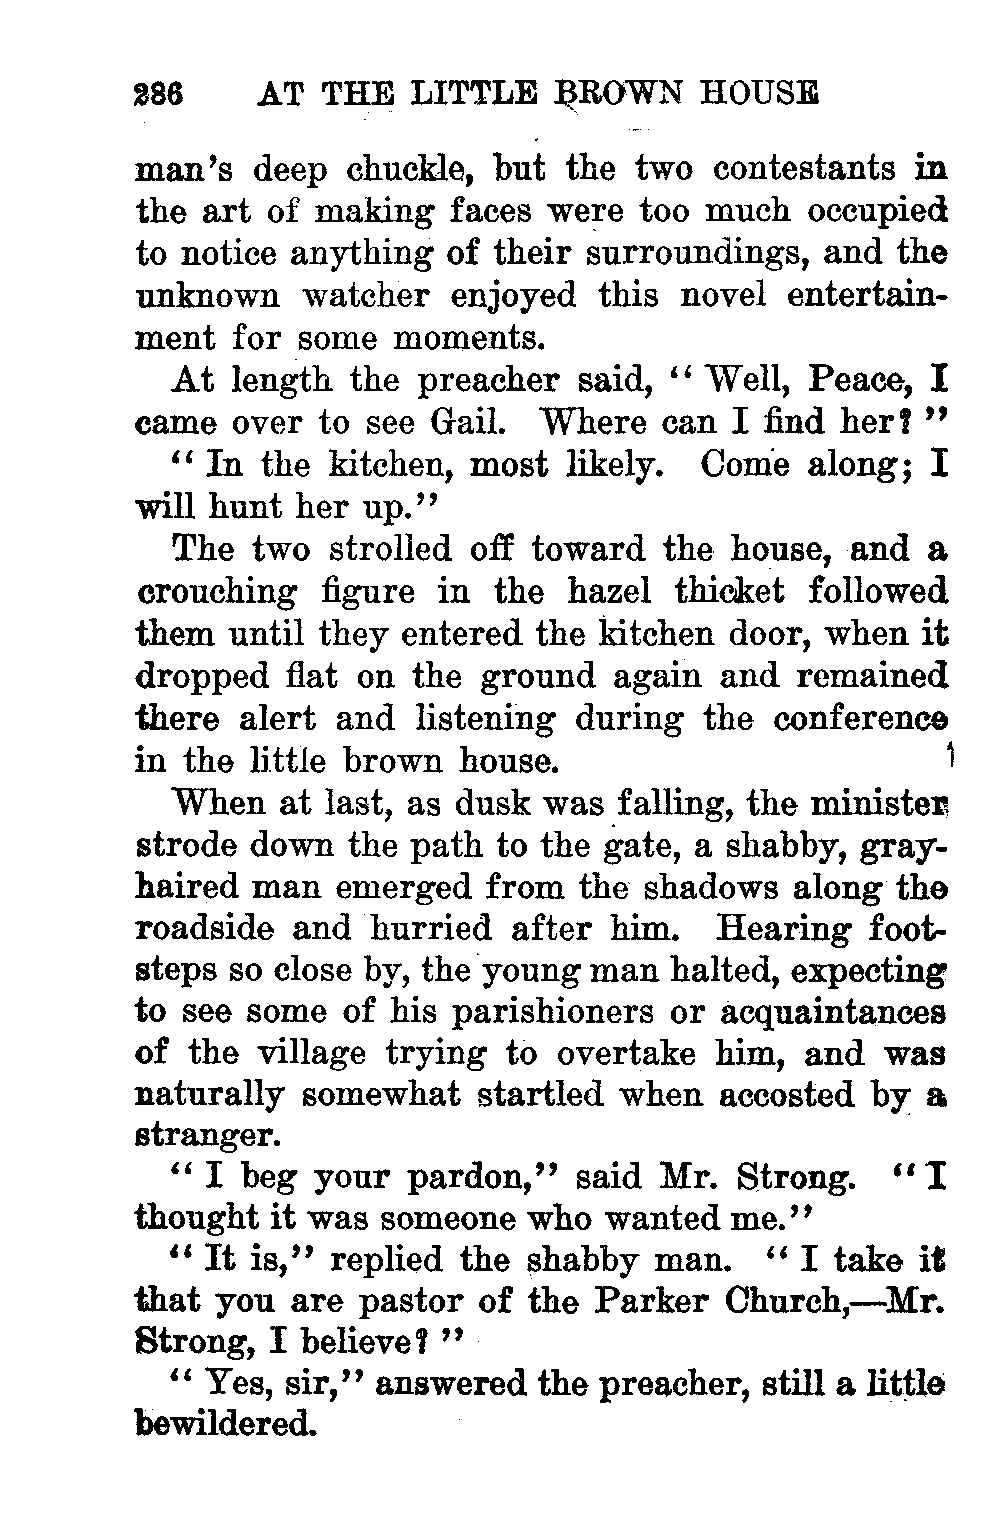 286 AT THE LITTLE BROWN HOUSE
man's deep chuckle, but the two contestants in
the art of making faces were too much occupied
to notice anything of their surroundings, and the
unknown watcher enjoyed this novel entertain-
ment for some moments.
At length the preacher said, "Well, Peace, I
came over to see Gail. Where can I find her?"
"In the kitchen, most likely. Come along; I
will hunt her up."
The two strolled off toward the house, and a
crouching figure in the hazel thicket followed
them until they entered the kitchen door, when it
dropped flat on the ground again and remained
there alert and listening during the conference
in the little brown house.
When at last, as dusk was falling, the minister
strode down the path to the gate, a shabby, gray-
haired man emerged from the shadows along the
roadside and hurried after him. Hearing foot-
steps so close by, the young man halted, expecting
to see some of his parishioners or acquaintances
of the village trying to overtake him, and was
naturally somewhat startled when accosted by a
stranger.
"I beg your pardon," said Mr. Strong. "I
thought it was someone who wanted me."
"It is," replied the shabby man. "I take it
that you are pastor of the Parker Church,—Mr.
Strong, I believe?"
"Yes, sir," answered the preacher, still a little
bewildered.